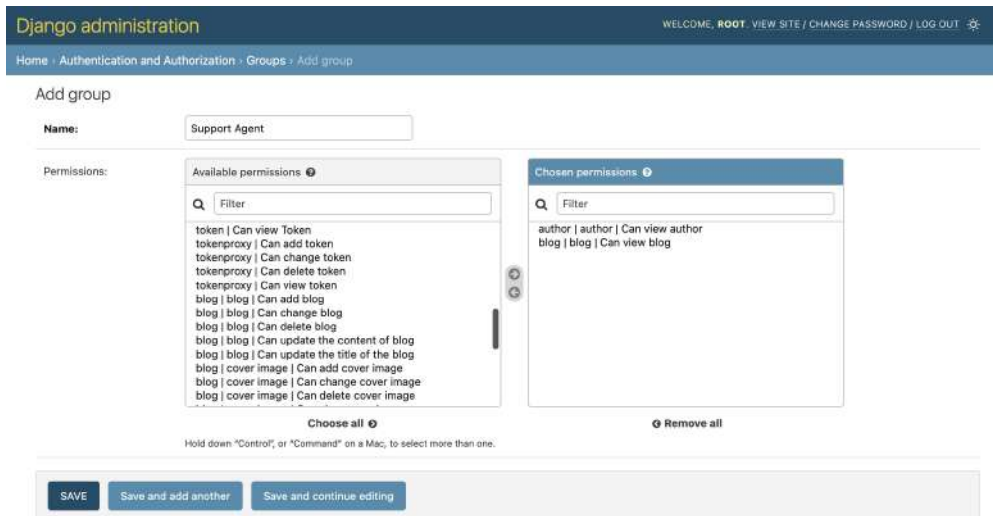 Django administration
WELCOME, ROOT. VIEW SITE / CHANGE PASSWORD / LOG OUT
Home › Authentication and Authorization › Groups › Add group
Add group
Name:
Support Agent
Permissions:
Available permissions
Filter
token | Can view Token
tokenproxy | Can add token
tokenproxy | Can change token
tokenproxy | Can delete token
tokenproxy | Can view token
blog | blog | Can add blog
blog | blog | Can change blog
blog | blog | Can delete blog
blog | blog | Can update the content of blog
blog | blog | Can update the title of the blog
blog | cover image | Can add cover image
blog | cover image | Can change cover image
blog | cover image | Can delete cover image
Choose all
Hold down “Control”, or “Command” on a Mac, to select more than one.
Chosen permissions
Filter
author | author | Can view author
blog | blog | Can view blog
Remove all
SAVE
Save and add another
Save and continue editing